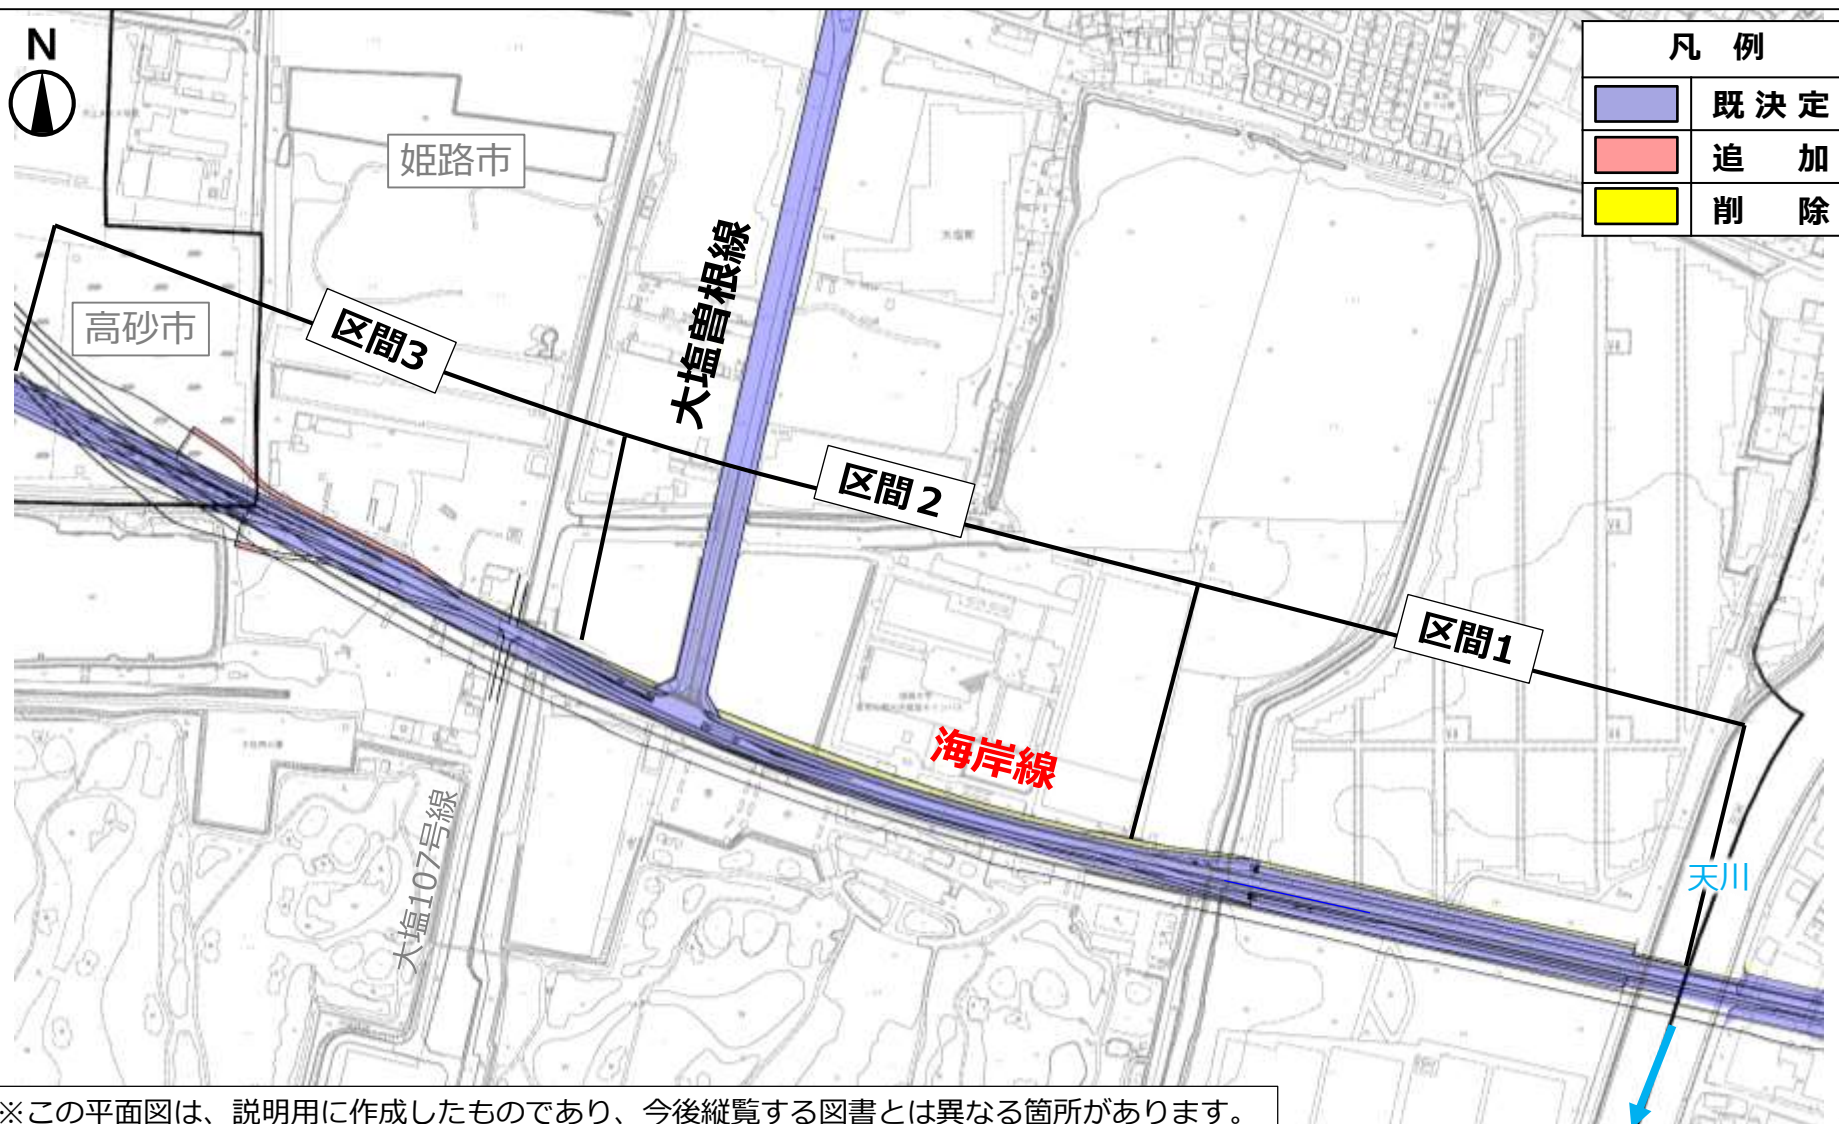 N
凡 例
既決定
追 加
削 除
姫路市
高砂市
区間3
大塩曽根線
区間2
区間1
海岸線
大塩107号線
天川
※この平面図は、説明用に作成したものであり、今後縦覧する図書とは異なる箇所があります。